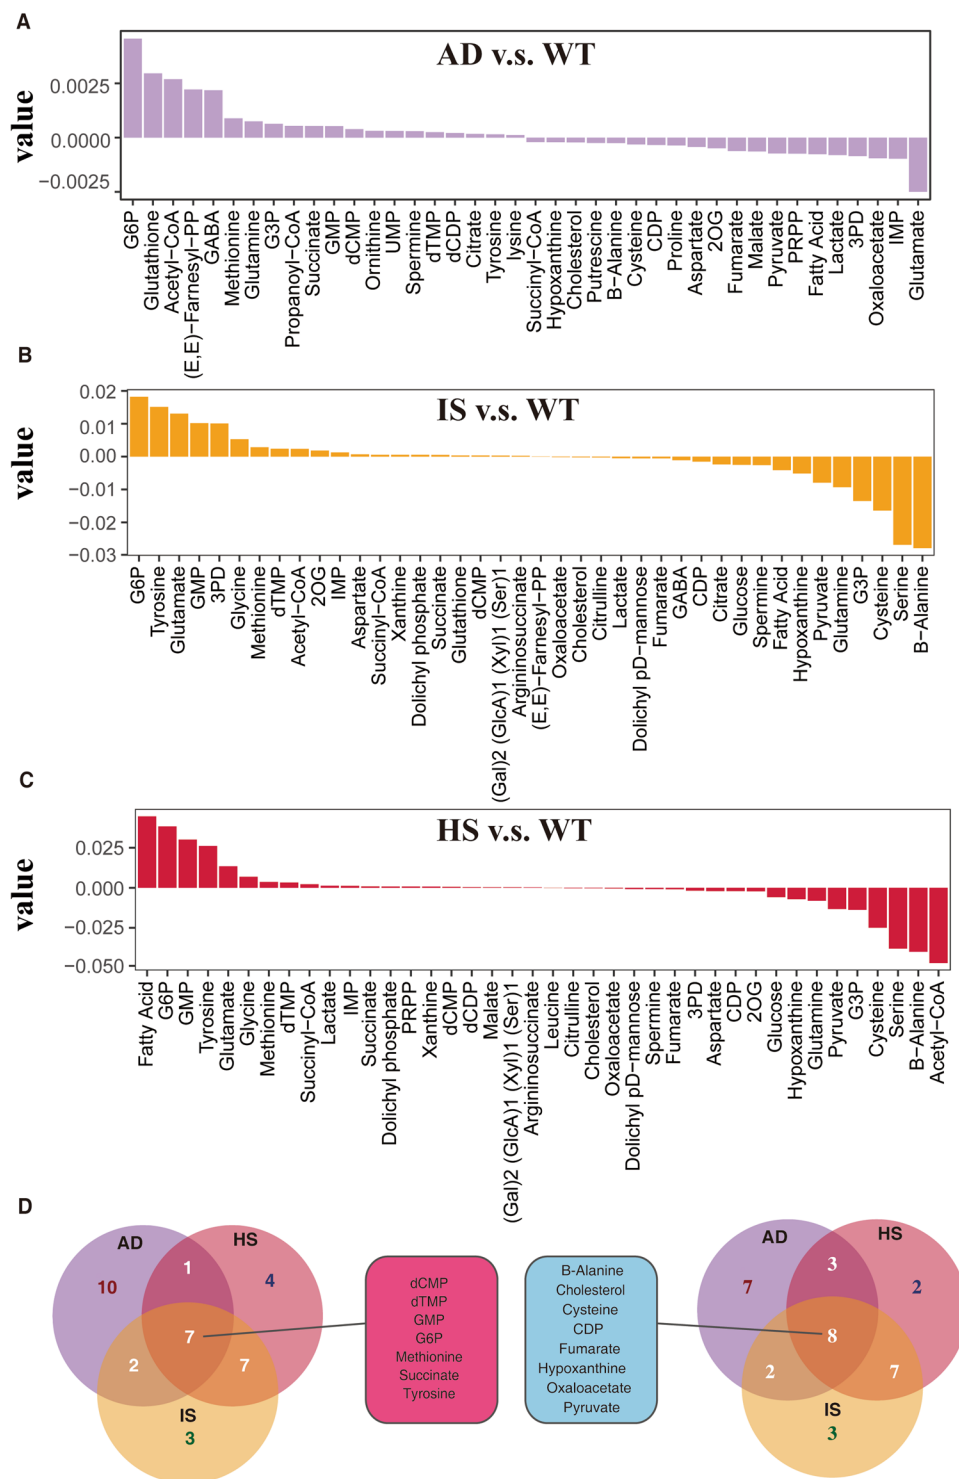 A
AD v.s. WT
value
0.0025
0.0000
−0.0025
G6P
Glutathione
Acetyl−CoA
(E,E)−Farnesyl−PP
GABA
Methionine
Glutamine
G3P
Propanoyl−CoA
Succinate
GMP
dCMP
Ornithine
UMP
Spermine
dTMP
dCDP
Citrate
Tyrosine
lysine
Succinyl−CoA
Hypoxanthine
Cholesterol
Putrescine
B−Alanine
Cysteine
CDP
Proline
Aspartate
2OG
Fumarate
Malate
Pyruvate
PRPP
Fatty Acid
Lactate
3PD
Oxaloacetate
IMP
Glutamate
B
IS v.s. WT
value
0.02
0.01
0.00
−0.01
−0.02
−0.03
G6P
Tyrosine
Glutamate
GMP
3PD
Glycine
Methionine
dTMP
Acetyl−CoA
2OG
IMP
Aspartate
Succinyl−CoA
Xanthine
Dolichyl phosphate
Succinate
Glutathione
dCMP
(Gal)2 (GlcA)1 (Xyl)1 (Ser)1
Argininosuccinate
(E,E)−Farnesyl−PP
Oxaloacetate
Cholesterol
Citrulline
Lactate
Dolichyl pD−mannose
Fumarate
GABA
CDP
Citrate
Glucose
Spermine
Fatty Acid
Hypoxanthine
Pyruvate
Glutamine
G3P
Cysteine
Serine
B−Alanine
C
HS v.s. WT
value
0.025
0.000
−0.025
−0.050
Fatty Acid
G6P
GMP
Tyrosine
Glutamate
Glycine
Methionine
dTMP
Succinyl−CoA
Lactate
IMP
Succinate
Dolichyl phosphate
PRPP
Xanthine
dCMP
dCDP
Malate
(Gal)2 (GlcA)1 (Xyl)1 (Ser)1
Argininosuccinate
Leucine
Citrulline
Cholesterol
Oxaloacetate
Dolichyl pD−mannose
Spermine
Fumarate
3PD
Aspartate
CDP
2OG
Glucose
Hypoxanthine
Glutamine
Pyruvate
G3P
Cysteine
Serine
B−Alanine
Acetyl−CoA
D
AD
HS
10
1
4
7
2
7
IS
3
dCMP
dTMP
GMP
G6P
Methionine
Succinate
Tyrosine
B-Alanine
Cholesterol
Cysteine
CDP
Fumarate
Hypoxanthine
Oxaloacetate
Pyruvate
AD
HS
7
3
2
8
2
7
IS
3